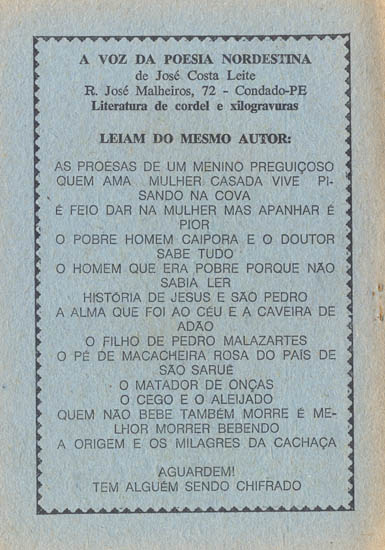 A VOZ DA POESIA NORDESTINA
de José Costa Leite
R. José Malheiros, 72 - Condado-PE
Literatura de cordel e xilogravuras
LEIAM DO MESMO AUTOR:
AS PROESAS DE UM MENINO PREGUIÇOSO
QUEM AMA MULHER CASADA VIVE PI-
SANDO NA COVA
É FEIO DAR NA MULHER MAS APANHAR É
PIOR
O POBRE HOMEM CAIPORA E O DOUTOR
SABE TUDO
O HOMEM QUE ERA POBRE PORQUE NÃO
SABIA LER
HISTÓRIA DE JESUS E SÃO PEDRO
A ALMA QUE FOI AO CÉU E A CAVEIRA DE
ADÃO
O FILHO DE PEDRO MALAZARTES
O PÉ DE MACACHEIRA ROSA DO PAIS DE
SÃO SARUÊ
O MATADOR DE ONÇAS
O CEGO E O ALEIJADO
QUEM NÃO BEBE TAMBÉM MORRE É ME-
LHOR MORRER BEBENDO
A ORIGEM E OS MILAGRES DA CACHAÇA
AGUARDEM!
TEM ALGUÉM SENDO CHIFRADO